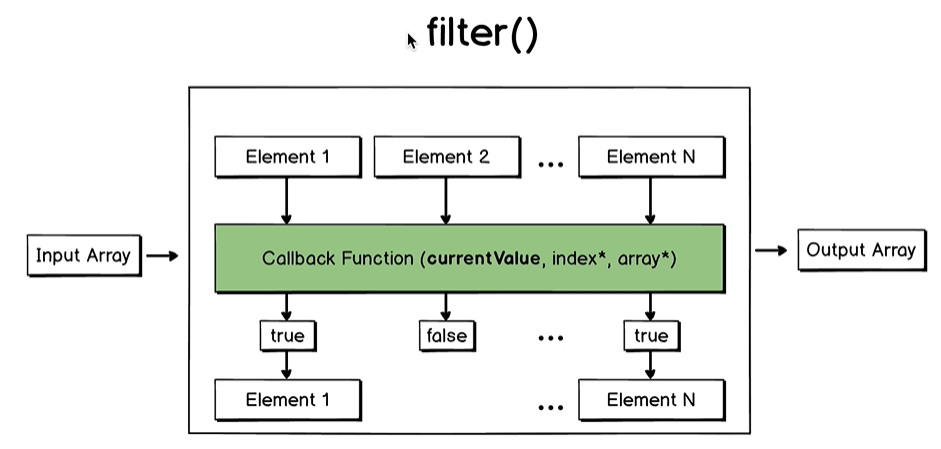 filter()
Element 1
Element 2
...
Element N
Input Array
Callback Function (currentValue, index*, array*)
Output Array
true
false
...
true
Element 1
...
Element N